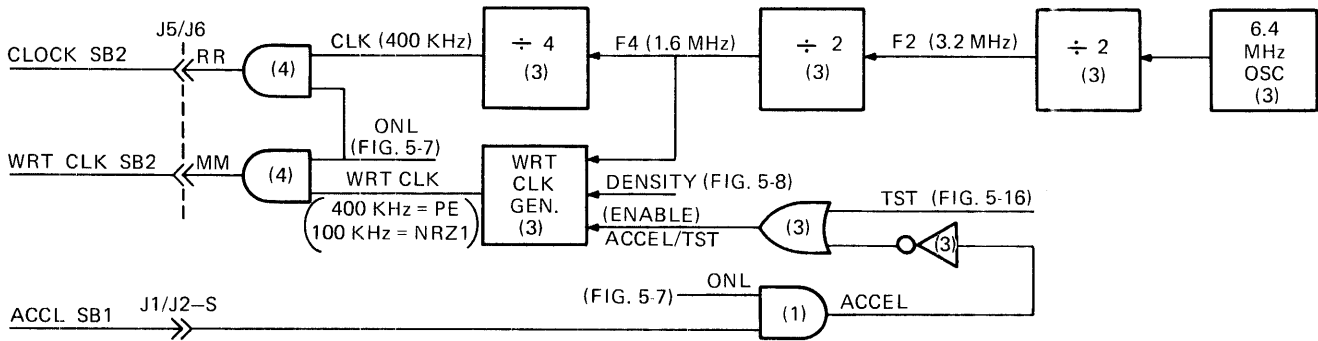 J5/J6
CLOCK SB2
RR
(4)
CLK (400 KHz)
÷ 4
(3)
F4 (1.6 MHz)
÷ 2
(3)
F2 (3.2 MHz)
÷ 2
(3)
6.4
MHz
OSC
(3)
ONL
(FIG. 5-7)
WRT CLK SB2
MM
(4)
WRT CLK
(400 KHz = PE
100 KHz = NRZ1)
WRT
CLK
GEN.
(3)
DENSITY (FIG. 5-8)
(ENABLE)
ACCEL/TST
(3)
TST (FIG. 5-16)
(3)
ACCL SB1
J1/J2–S
ONL
(FIG. 5-7)
(1)
ACCEL